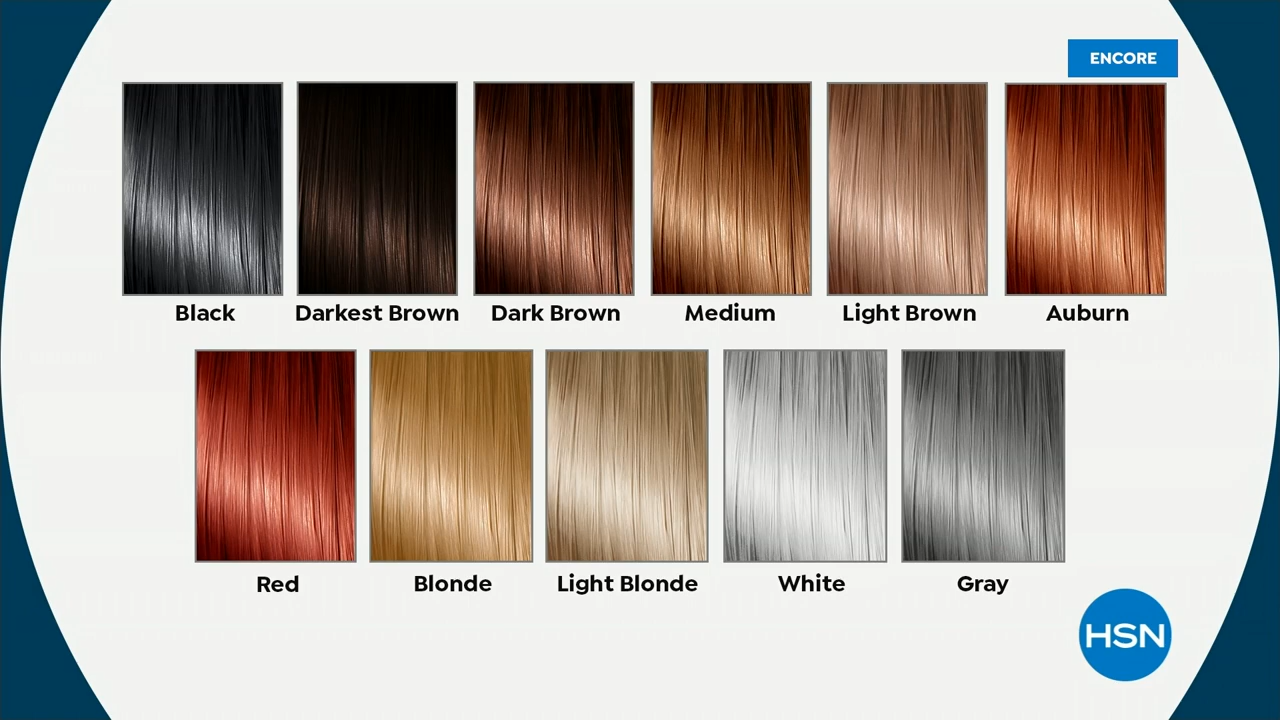 ENCORE
Black
Darkest Brown
Dark Brown
Medium
Light Brown
Auburn
Red
Blonde
Light Blonde
White
Gray
HSN